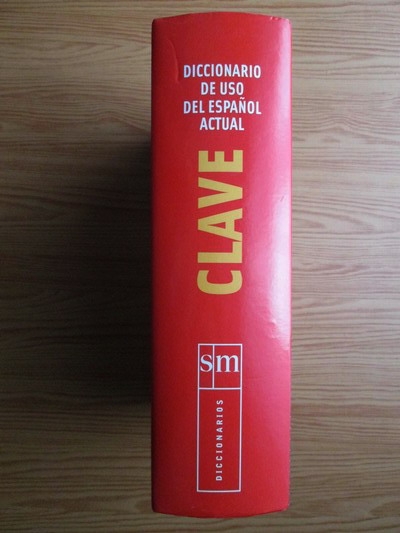 DICCIONARIO
DE USO
DEL ESPAÑOL
ACTUAL
CLAVE
sm
DICCIONARIOS